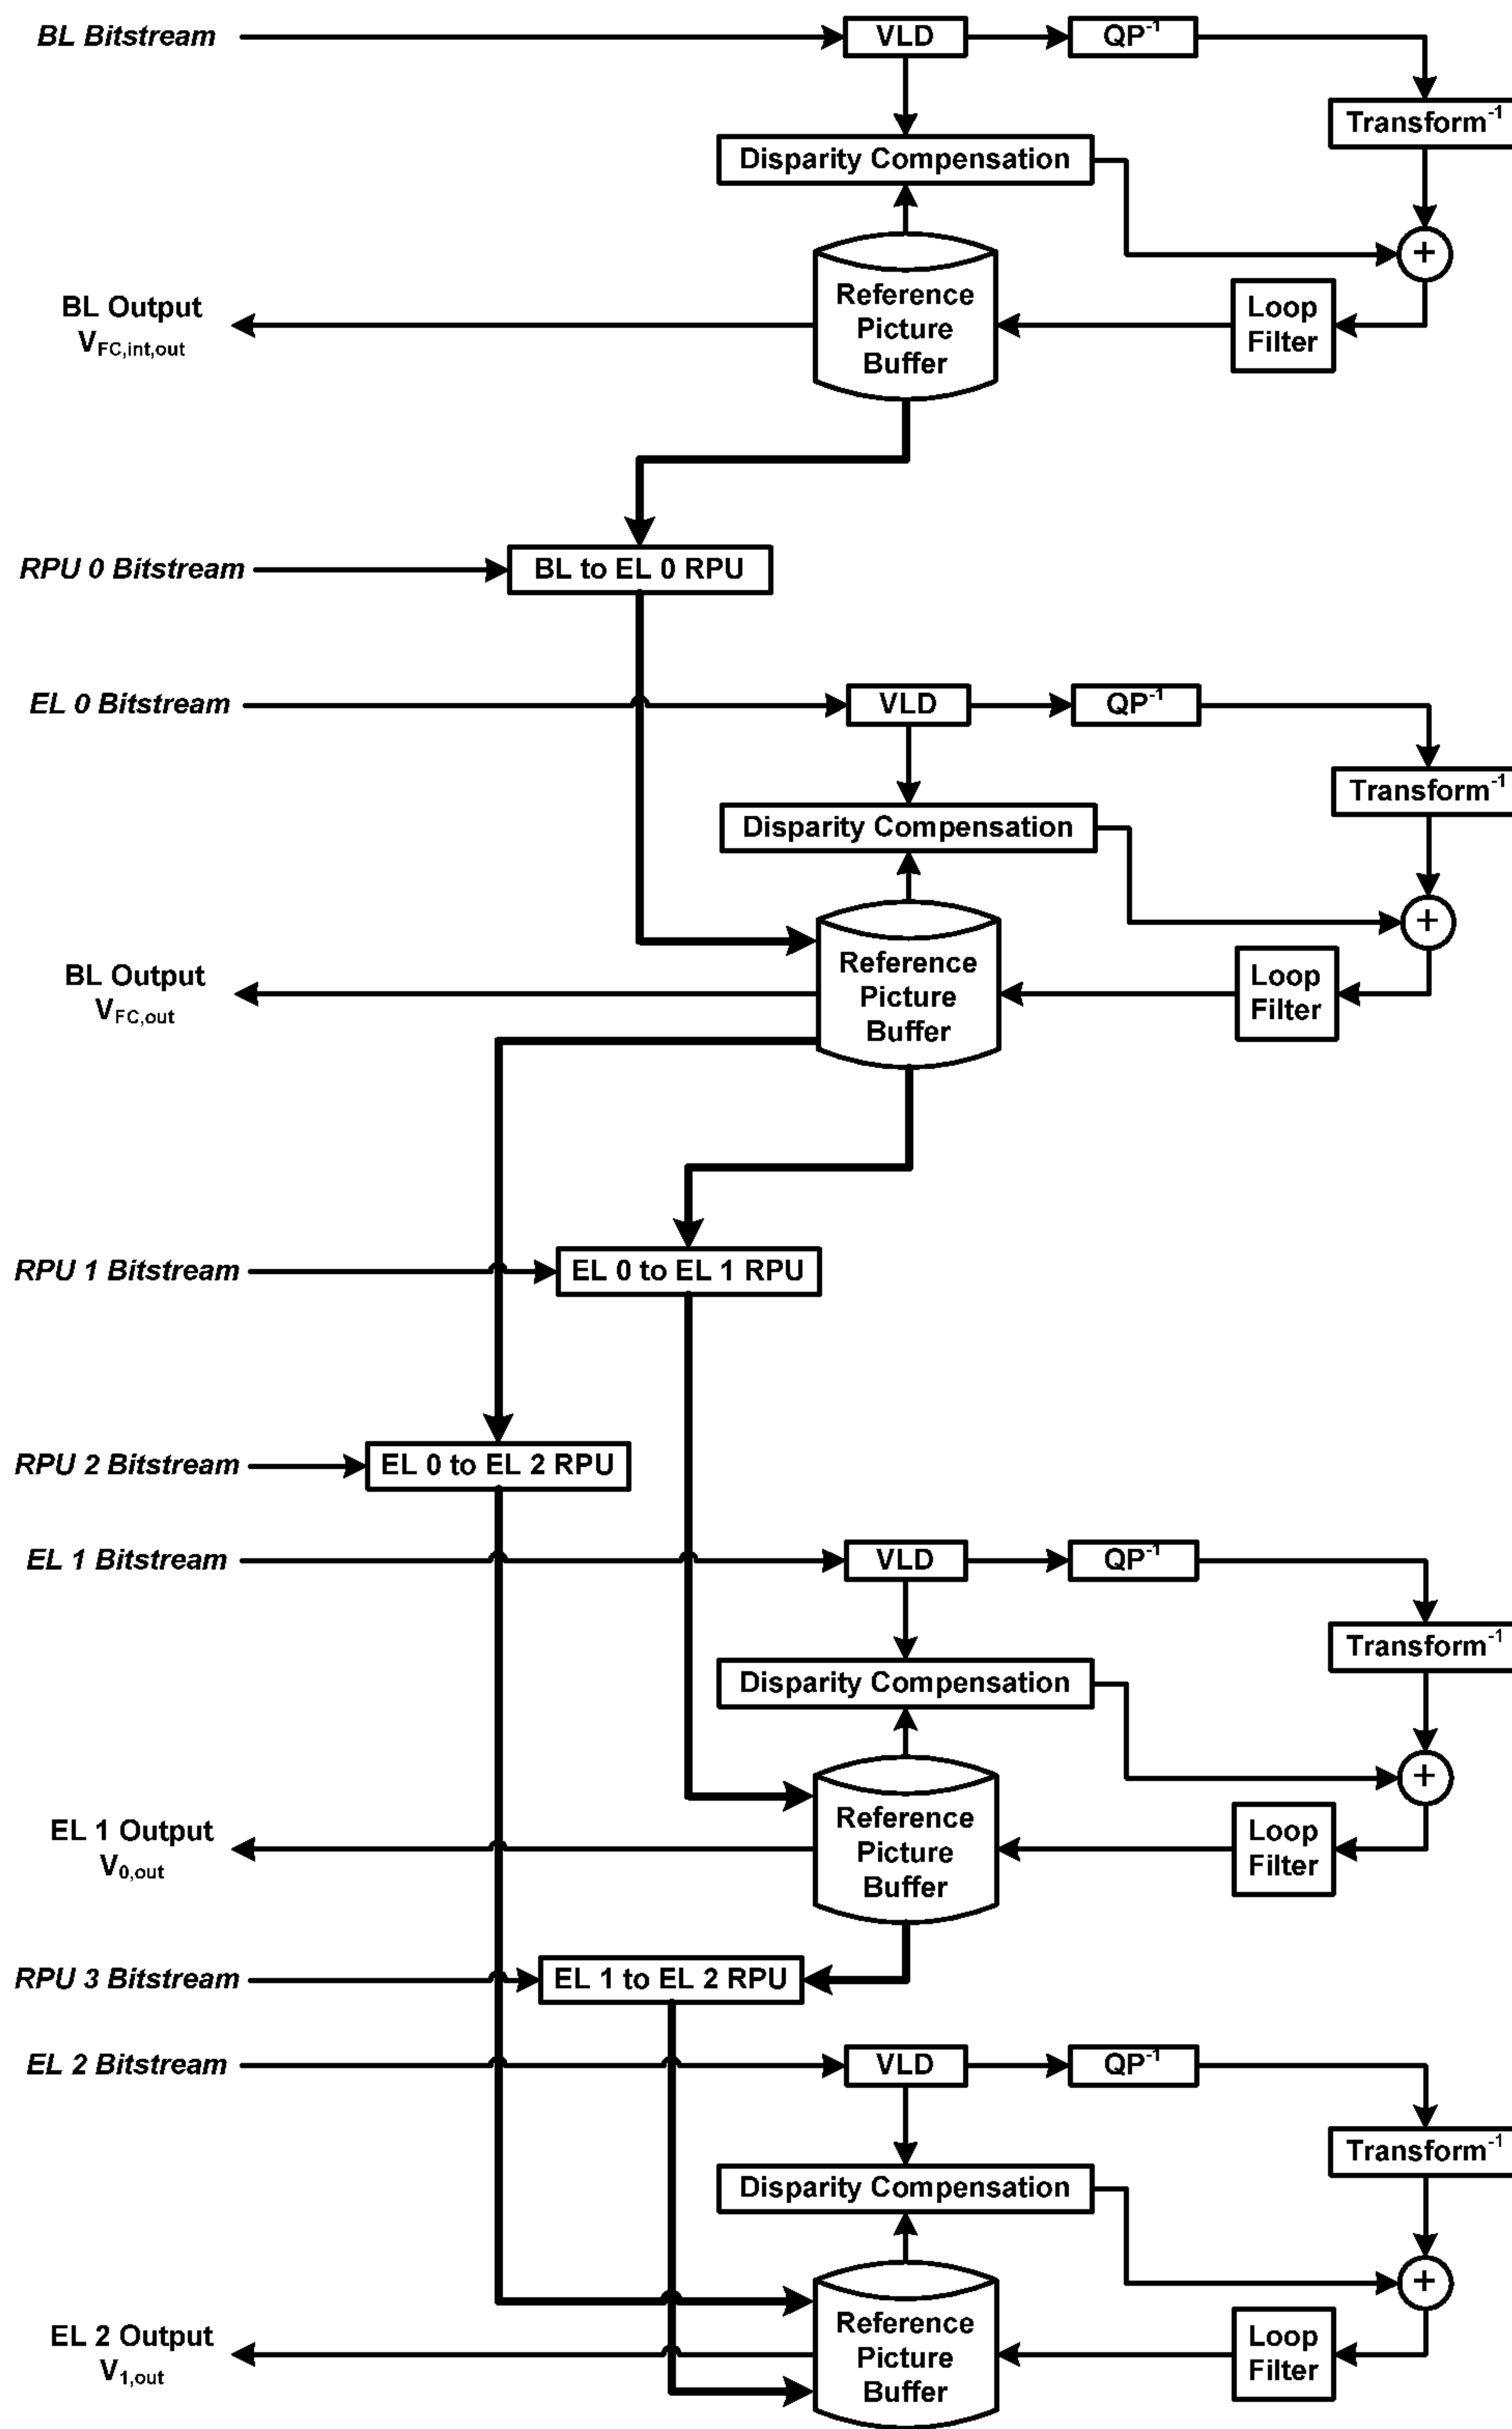 BL Bitstream
VLD
QP-1
Transform-1
Disparity Compensation
+
BL Output
VFC,int,out
Reference
Picture
Buffer
Loop
Filter
RPU 0 Bitstream
BL to EL 0 RPU
EL 0 Bitstream
VLD
QP-1
Transform-1
Disparity Compensation
+
BL Output
VFC,out
Reference
Picture
Buffer
Loop
Filter
RPU 1 Bitstream
EL 0 to EL 1 RPU
RPU 2 Bitstream
EL 0 to EL 2 RPU
EL 1 Bitstream
VLD
QP-1
Transform-1
Disparity Compensation
+
EL 1 Output
V0,out
Reference
Picture
Buffer
Loop
Filter
RPU 3 Bitstream
EL 1 to EL 2 RPU
EL 2 Bitstream
VLD
QP-1
Transform-1
Disparity Compensation
+
EL 2 Output
V1,out
Reference
Picture
Buffer
Loop
Filter